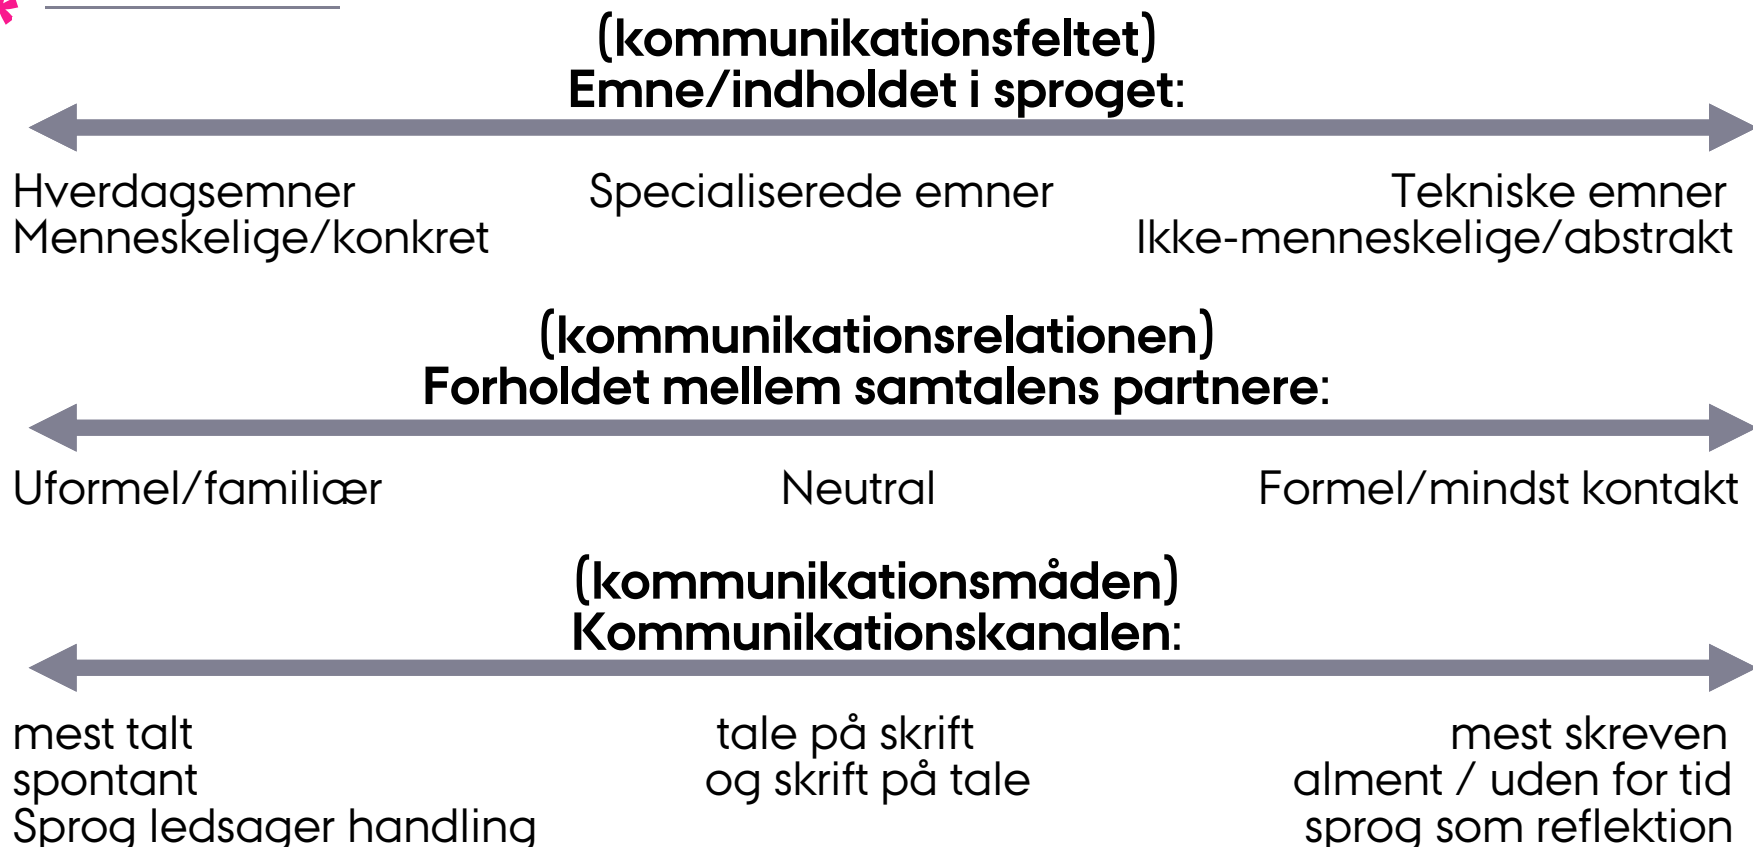 (kommunikationsfeltet)
Emne/indholdet i sproget:
Hverdagsemner Specialiserede emner Tekniske emner
Menneskelige/konkret Ikke-menneskelige/abstrakt
(kommunikationsrelationen)
Forholdet mellem samtalens partnere:
Uformel/familiær Neutral Formel/mindst kontakt
(kommunikationsmåden)
Kommunikationskanalen:
mest talt tale på skrift mest skreven
spontant og skrift på tale alment / uden for tid
Sprog ledsager handling sprog som reflektion